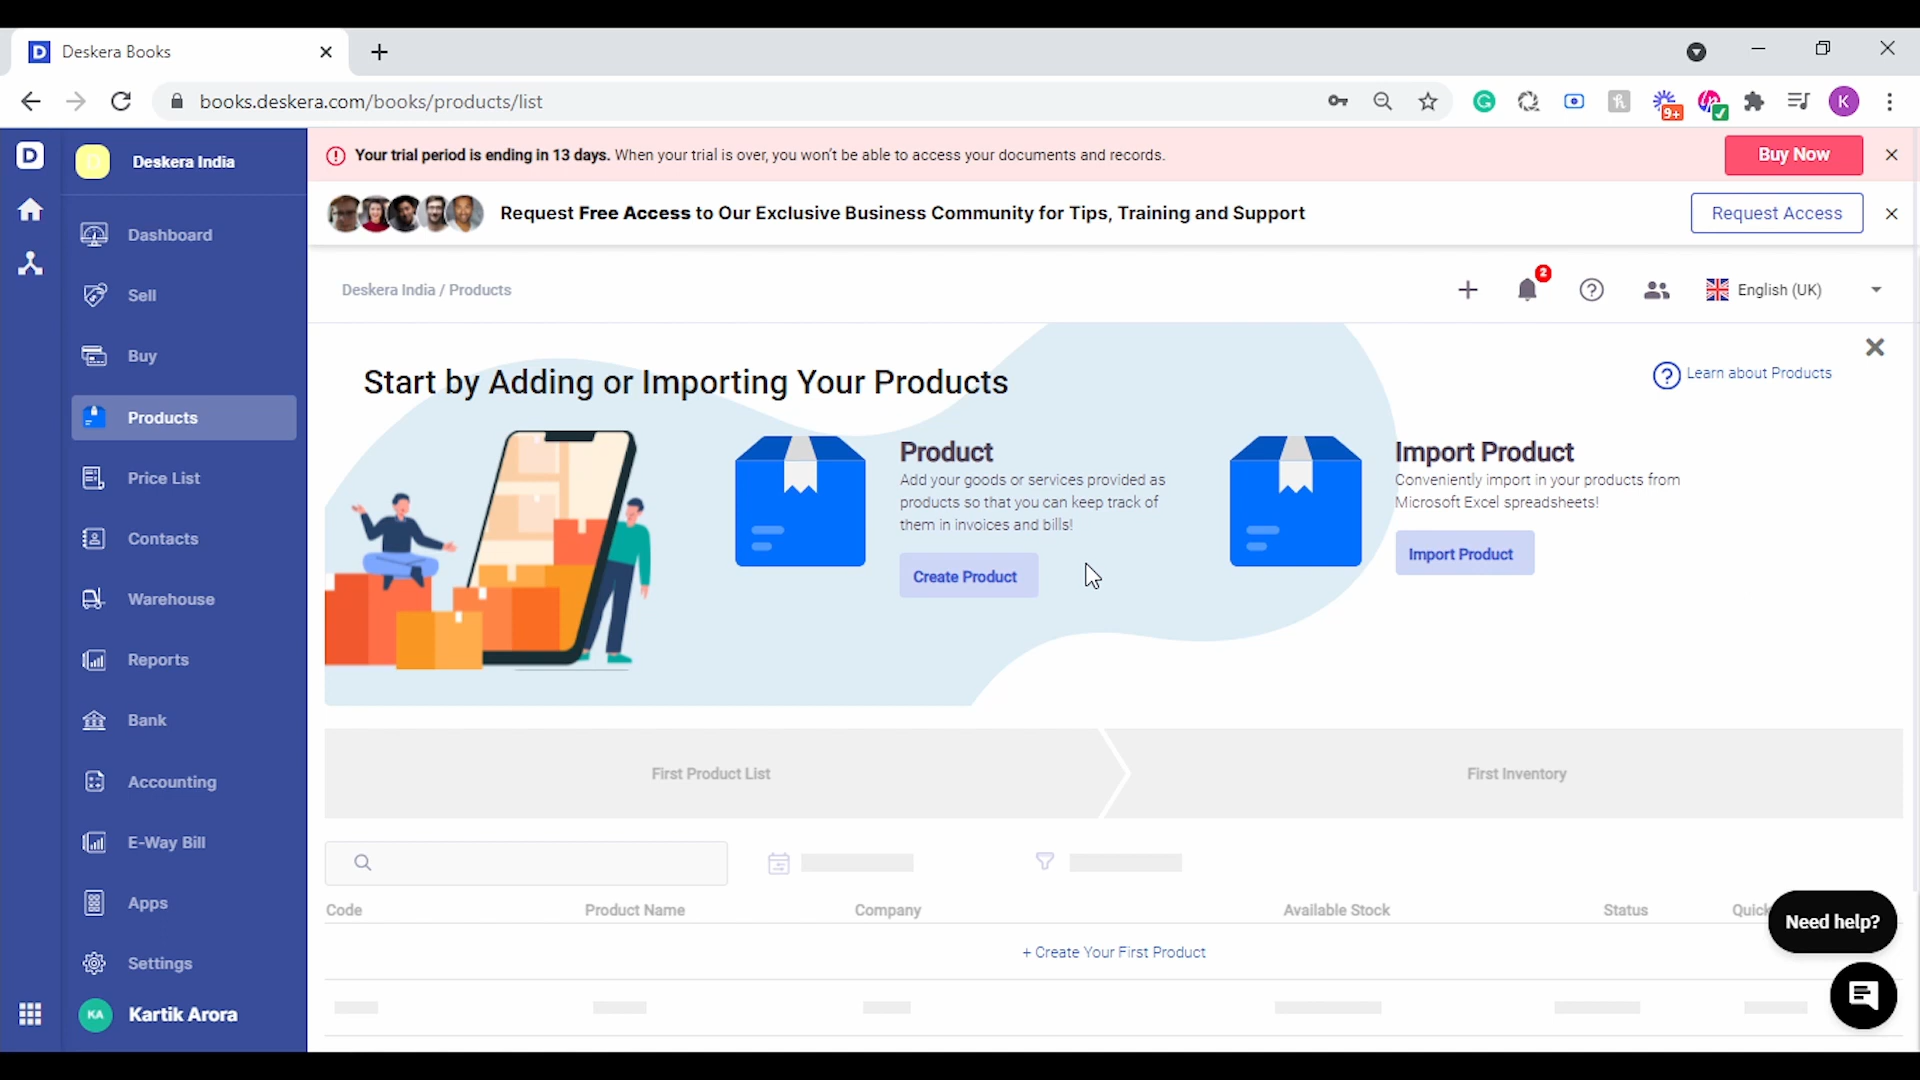 D Deskera Books
books.deskera.com/books/products/list
9+
K
D
D
Deskera India
Your trial period is ending in 13 days. When your trial is over, you won't be able to access your documents and records.
Buy Now
Request Free Access to Our Exclusive Business Community for Tips, Training and Support
Request Access
Dashboard
Sell
Buy
Products
Price List
Contacts
Warehouse
Reports
Bank
Accounting
E-Way Bill
Apps
Settings
KA Kartik Arora
Deskera India / Products
2
English (UK)
Start by Adding or Importing Your Products
Learn about Products
Product
Add your goods or services provided as
products so that you can keep track of
them in invoices and bills!
Create Product
Import Product
Conveniently import in your products from
Microsoft Excel spreadsheets!
Import Product
First Product List
First Inventory
Code Product Name Company Available Stock Status Quick
+ Create Your First Product
Need help?